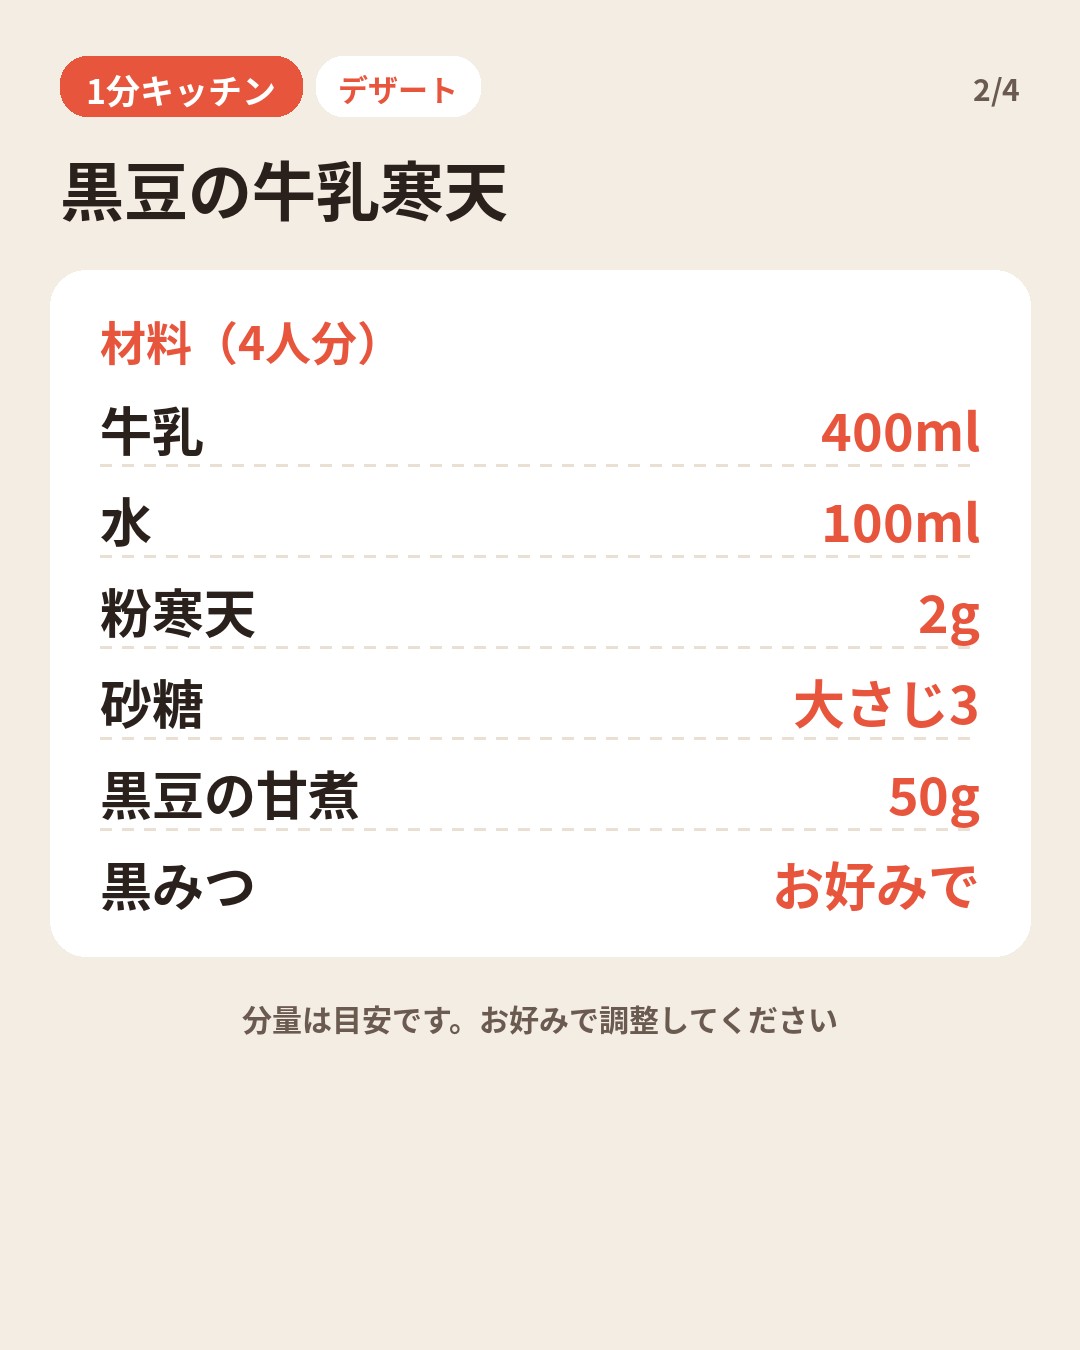 1分キッチン デザート 2/4
黒豆の牛乳寒天
材料（4人分）
牛乳 400ml
水 100ml
粉寒天 2g
砂糖 大さじ3
黒豆の甘煮 50g
黒みつ お好みで
分量は目安です。お好みで調整してください